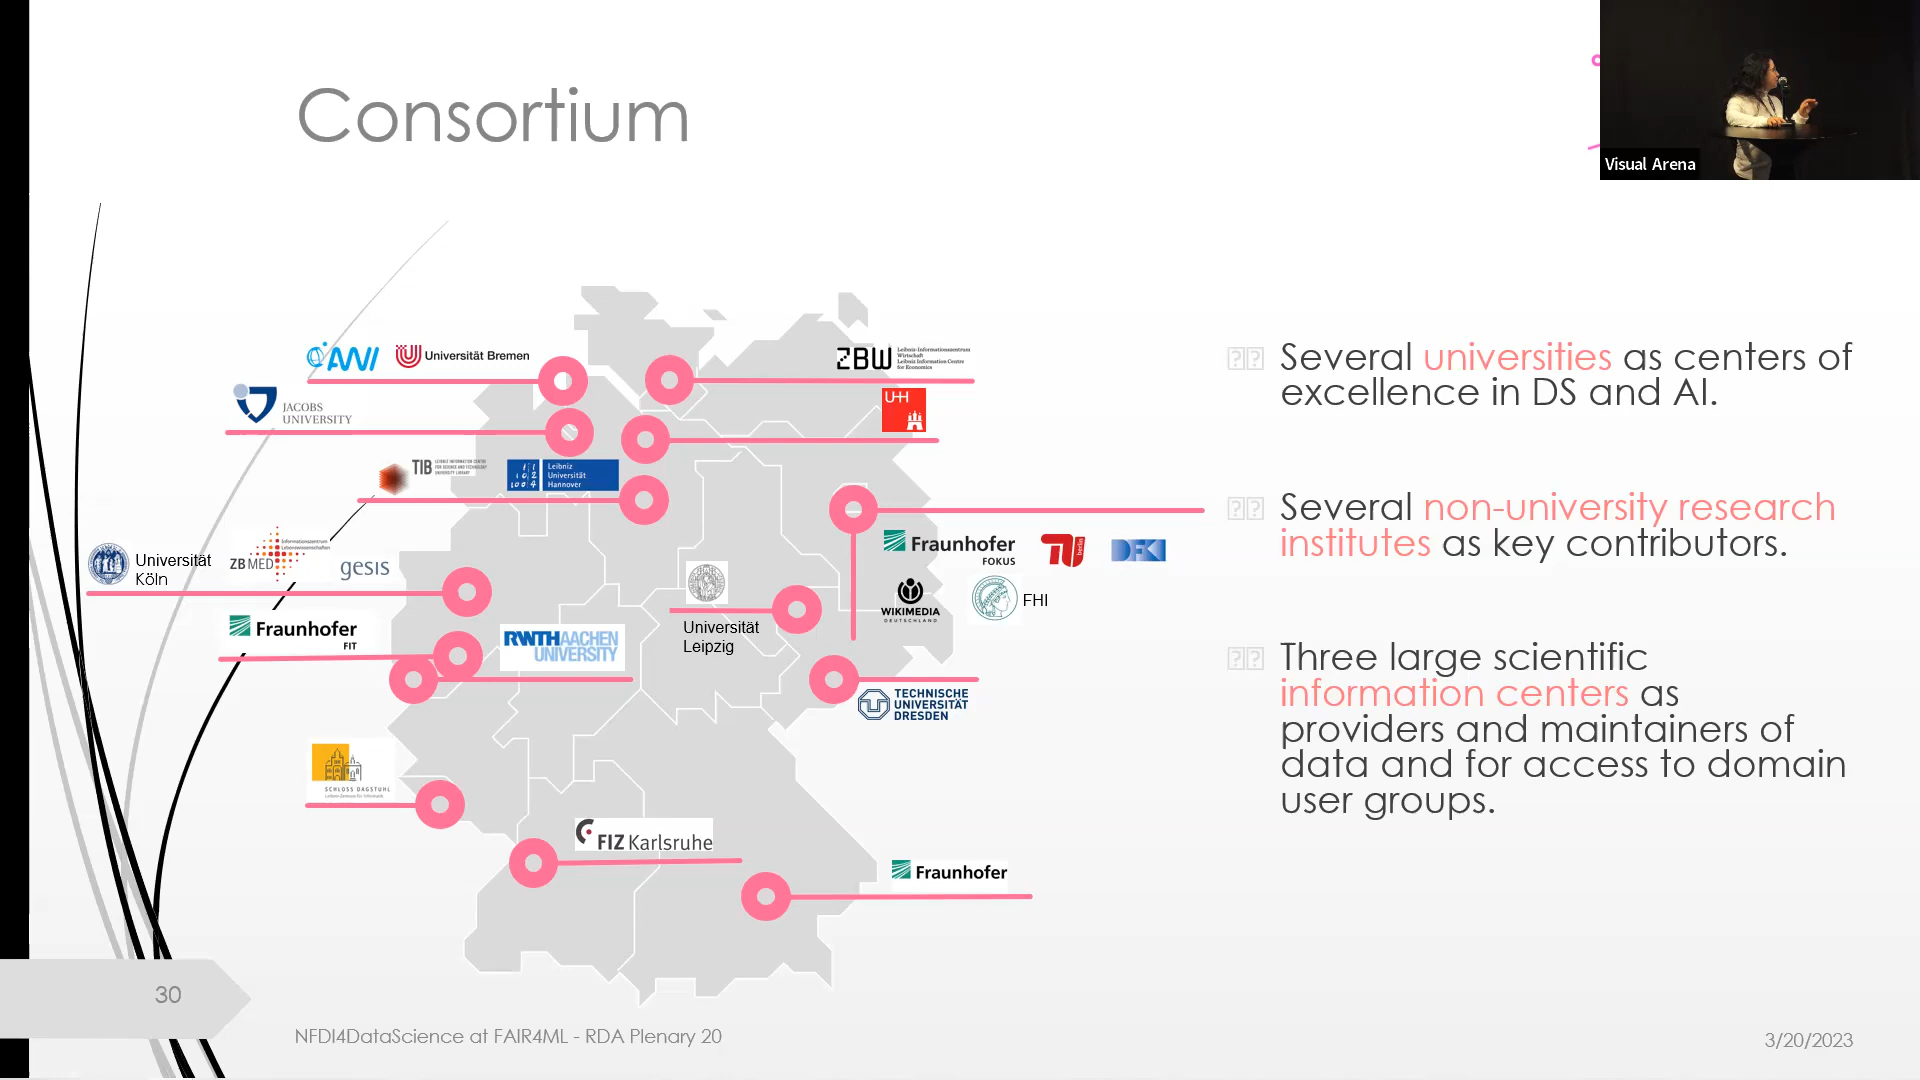 Consortium
Visual Arena
AWI
Universität Bremen
JACOBS
UNIVERSITY
TIB LEIBNIZ INFORMATION CENTRE
FOR SCIENCE AND TECHNOLOGY
UNIVERSITY LIBRARY
Leibniz
Universität
Hannover
Universität
Köln
ZB MED
Informationszentrum
Lebenswissenschaften
gesis
Fraunhofer
FIT
RWTH AACHEN
UNIVERSITY
SCHLOSS DAGSTUHL
Leibniz-Zentrum für Informatik
FIZ Karlsruhe
Fraunhofer
ZBW
Leibniz-Informationszentrum
Wirtschaft
Leibniz Information Centre
for Economics
UHH
Fraunhofer
FOKUS
berlin
DFKI
WIKIMEDIA
DEUTSCHLAND
FHI
Universität
Leipzig
TECHNISCHE
UNIVERSITÄT
DRESDEN
Several universities as centers of
excellence in DS and AI.
Several non-university research
institutes as key contributors.
Three large scientific
information centers as
providers and maintainers of
data and for access to domain
user groups.
30
NFDI4DataScience at FAIR4ML - RDA Plenary 20
3/20/2023